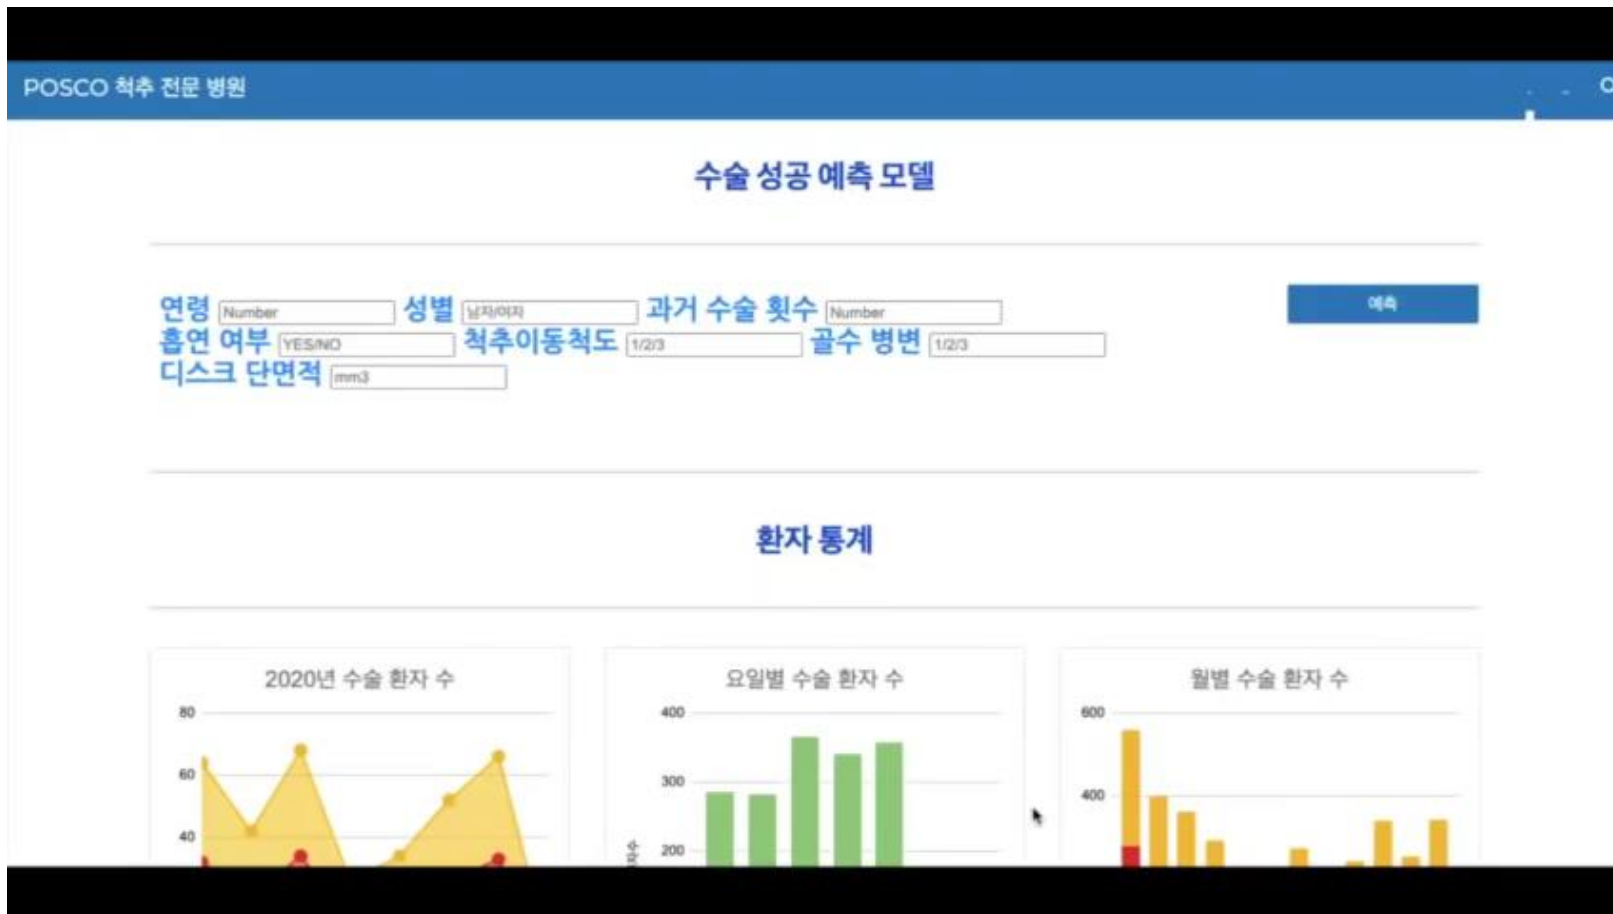 POSCO 척추 전문 병원
수술 성공 예측 모델
연령 Number 성별 남자/여자 과거 수술 횟수 Number 예측
흡연 여부 YES/NO 척추이동척도 1/2/3 골수 병변 1/2/3
디스크 단면적 mm3
환자 통계
2020년 수술 환자 수
80
60
40
요일별 수술 환자 수
400
300
200
월별 수술 환자 수
600
400